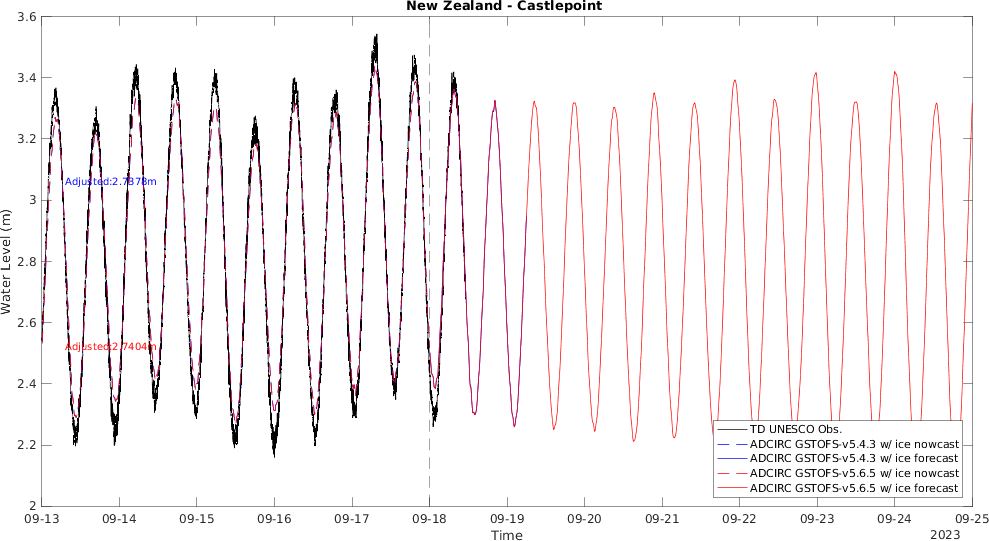 New Zealand - Castlepoint
3.6
3.4
3.2
3
2.8
2.6
2.4
2.2
2
Water Level (m)
Adjusted:2.7378m
Adjusted:2.7404m
TD UNESCO Obs.
ADCIRC GSTOFS-v5.4.3 w/ ice nowcast
ADCIRC GSTOFS-v5.4.3 w/ ice forecast
ADCIRC GSTOFS-v5.6.5 w/ ice nowcast
ADCIRC GSTOFS-v5.6.5 w/ ice forecast
09-13 09-14 09-15 09-16 09-17 09-18 09-19 09-20 09-21 09-22 09-23 09-24 09-25
Time
2023